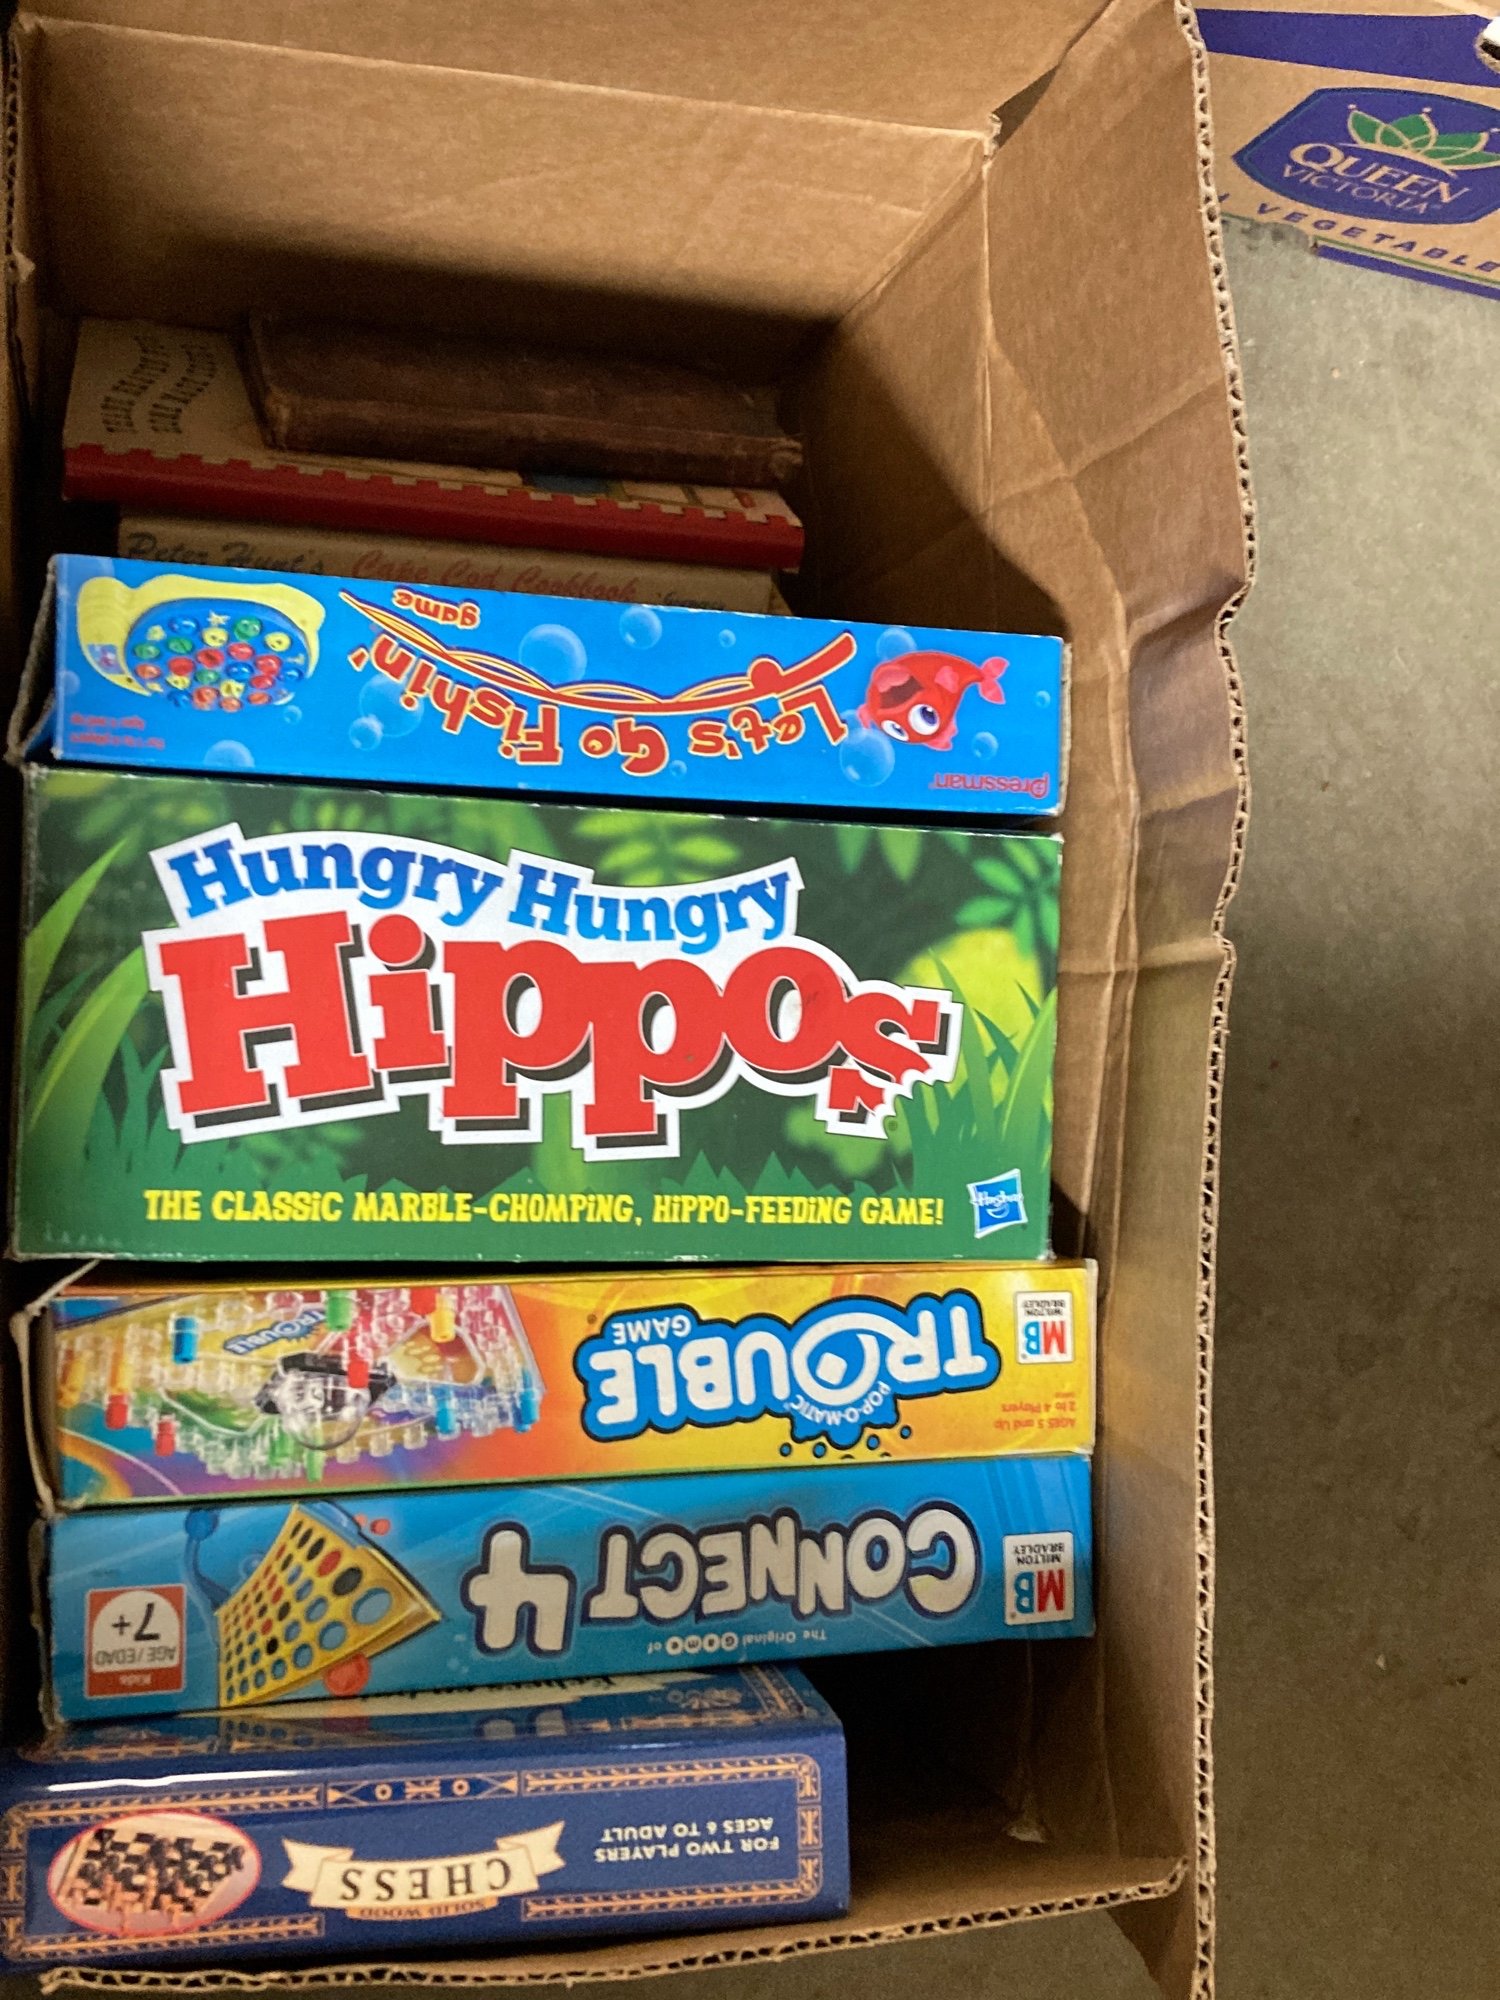 QUEEN
VICTORIA
VEGETABLE
Peter Hunt's Cape Cod Cookbook
Let's Go Fishin'
game
Pressman
Hungry Hungry
Hippos
THE CLASSIC MARBLE-CHOMPING, HIPPO-FEEDING GAME!
Hasbro
MB
MILTON
BRADLEY
POP-O-MATIC
TROUBLE
GAME
AGES 5 and Up
2 to 4 Players
TROUBLE
MB
MILTON
BRADLEY
The Original Game of
CONNECT 4
Kids
AGE/EDAD
7+
FOR TWO PLAYERS
AGES 6 TO ADULT
SOLID WOOD
CHESS